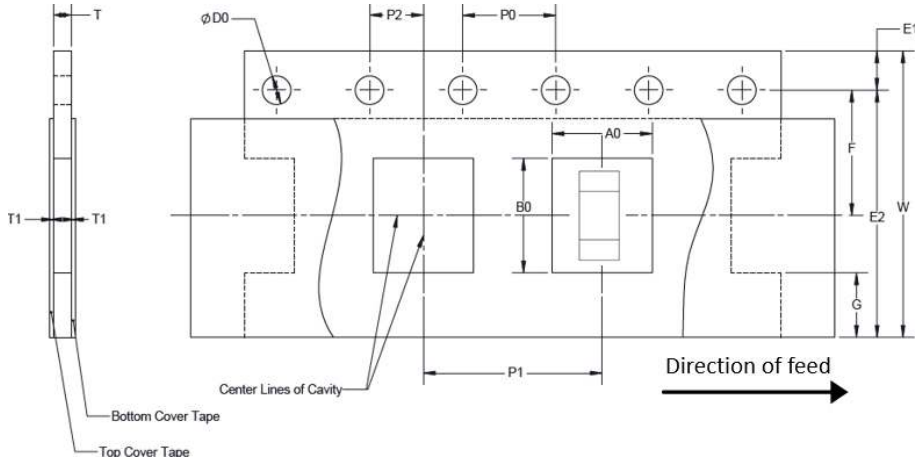 T
P2
P0
E1
ϕD0
A0
F
T1
T1
B0
E2
W
G
P1
Direction of feed
Center Lines of Cavity
Bottom Cover Tape
Top Cover Tape